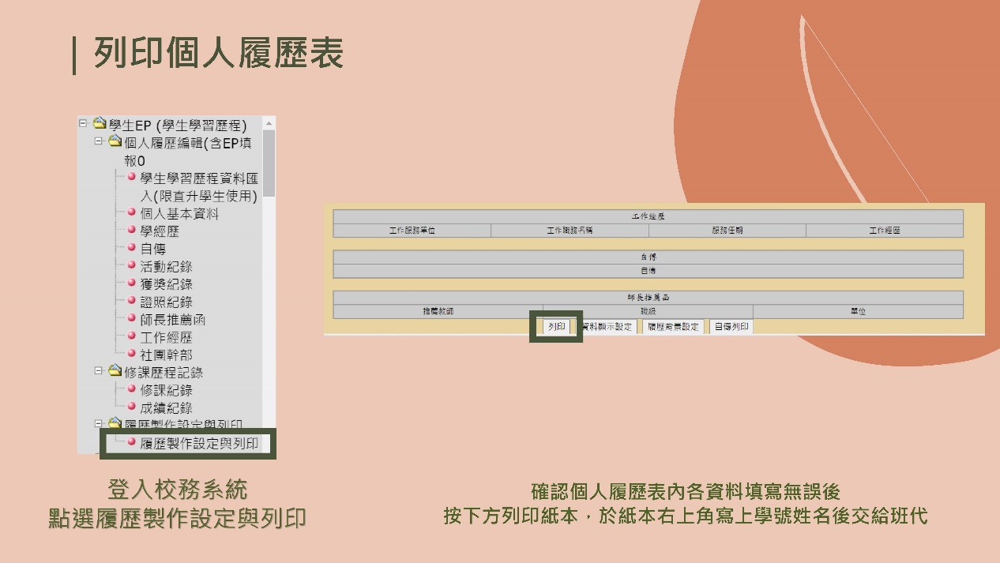 列印個人履歷表
學生EP (學生學習歷程)
個人履歷編輯(含EP填
報0
學生學習歷程資料匯
入(限直升學生使用)
個人基本資料
學經歷
自傳
活動紀錄
獲獎紀錄
證照紀錄
師長推薦函
工作經歷
社團幹部
修課歷程記錄
修課紀錄
成績紀錄
履歷製作設定與列印
履歷製作設定與列印
工作經歷
工作服務單位 工作職務名稱 服務任期 工作經歷
自傳
自傳
師長推薦函
推薦教師 職級 單位
列印 資料顯示設定 履歷背景設定 自傳列印
登入校務系統
點選履歷製作設定與列印
確認個人履歷表內各資料填寫無誤後
按下方列印紙本，於紙本右上角寫上學號姓名後交給班代